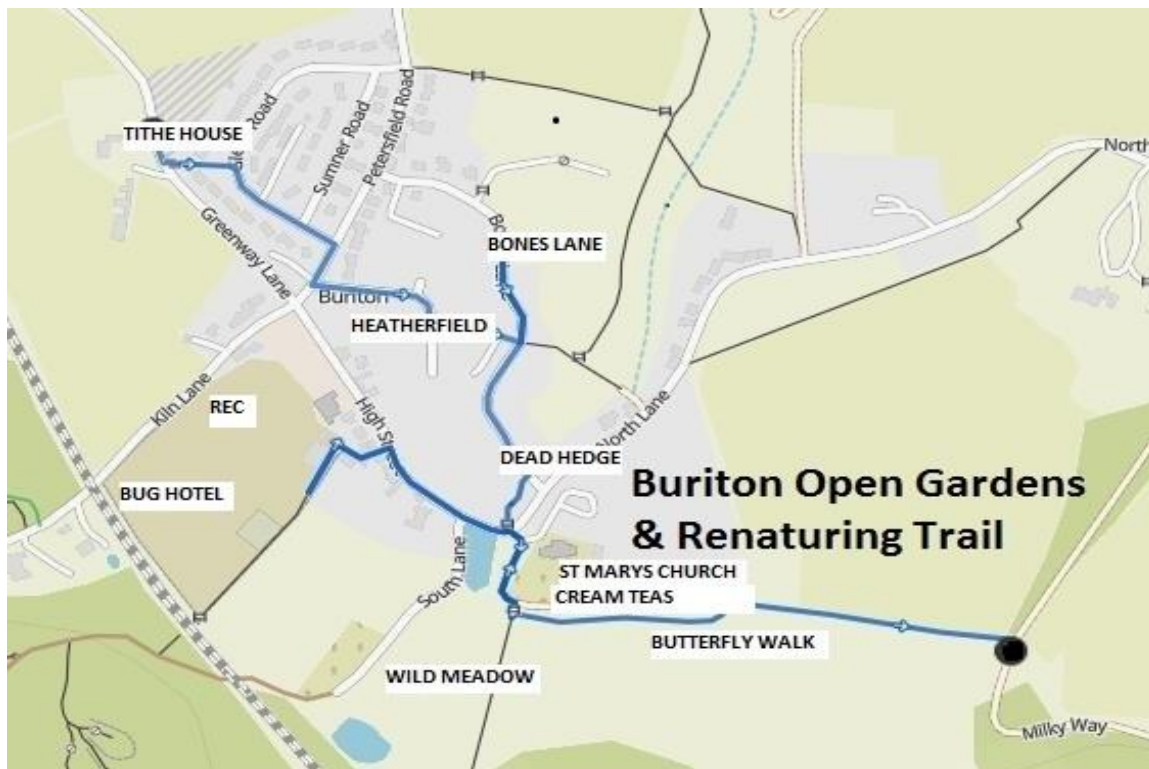 TITHE HOUSE
Road
Sumner Road
Petersfield Road
North
Greenway Lane
BONES LANE
Buriton
HEATHERFIELD
Kiln Lane
REC
High Street
North Lane
DEAD HEDGE
BUG HOTEL
Buriton Open Gardens
& Renaturing Trail
South Lane
ST MARYS CHURCH
CREAM TEAS
BUTTERFLY WALK
WILD MEADOW
Milky Way